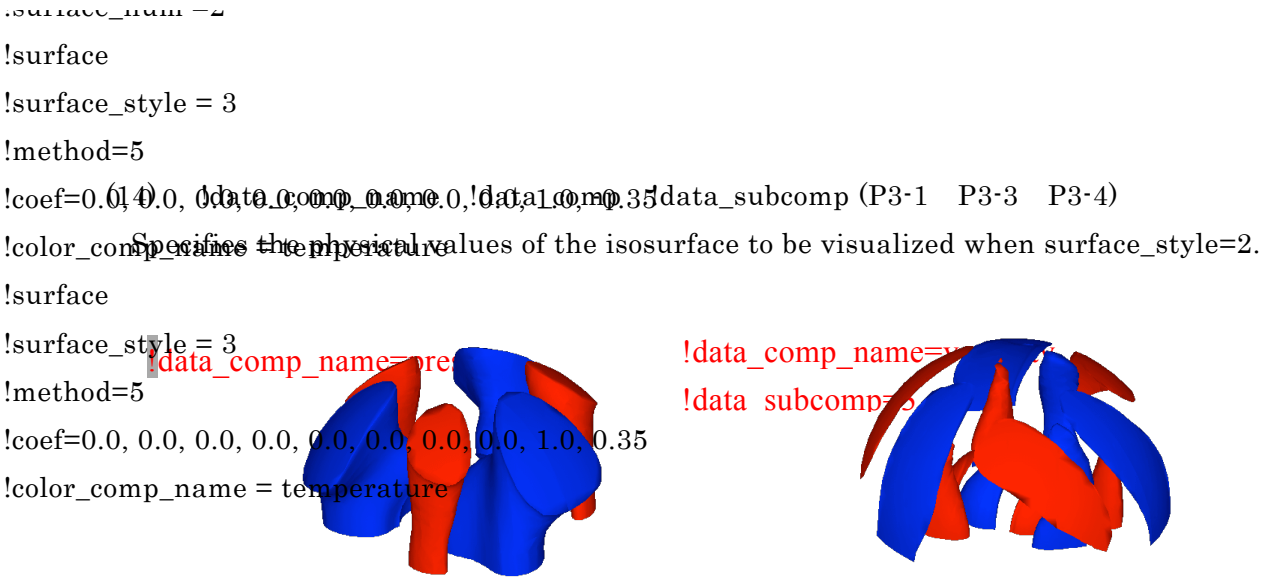 !surface_num =2
!surface
!surface_style = 3
!method=5
!coef=0.0, 0.0, 0.0, 0.0, 0.0, 0.0, 0.0, 0.0, 1.0, -0.35
(14) !data_comp_name !data_comp !data_subcomp (P3-1 P3-3 P3-4)
!color_comp_name = temperature
Specifies the physical values of the isosurface to be visualized when surface_style=2.
!surface
!surface_style = 3
!method=5
!coef=0.0, 0.0, 0.0, 0.0, 0.0, 0.0, 0.0, 0.0, 1.0, 0.35
!color_comp_name = temperature
!data_comp_name=
!data_comp_name=
!data_subcomp=3